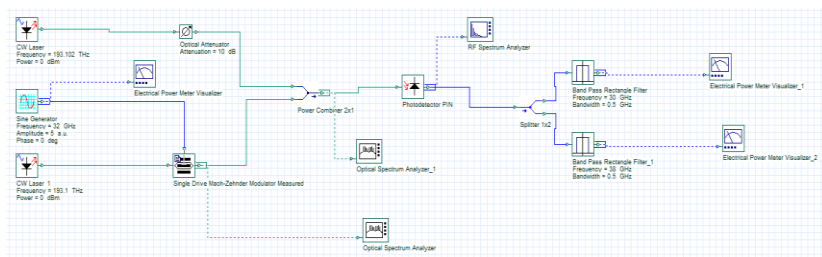 CW Laser
Frequency = 193.102 THz
Power = 0 dBm
Optical Attenuator
Attenuation = 10 dB
RF Spectrum Analyzer
Electrical Power Meter Visualizer
Sine Generator
Frequency = 32 GHz
Amplitude = 5 a.u.
Phase = 0 deg
Power Combiner 2x1
Photodetector PIN
Splitter 1x2
Band Pass Rectangle Filter
Frequency = 30 GHz
Bandwidth = 0.5 GHz
Electrical Power Meter Visualizer_1
CW Laser 1
Frequency = 193.1 THz
Power = 0 dBm
Single Drive Mach-Zehnder Modulator Measured
Optical Spectrum Analyzer_1
Band Pass Rectangle Filter_1
Frequency = 38 GHz
Bandwidth = 0.5 GHz
Electrical Power Meter Visualizer_2
Optical Spectrum Analyzer